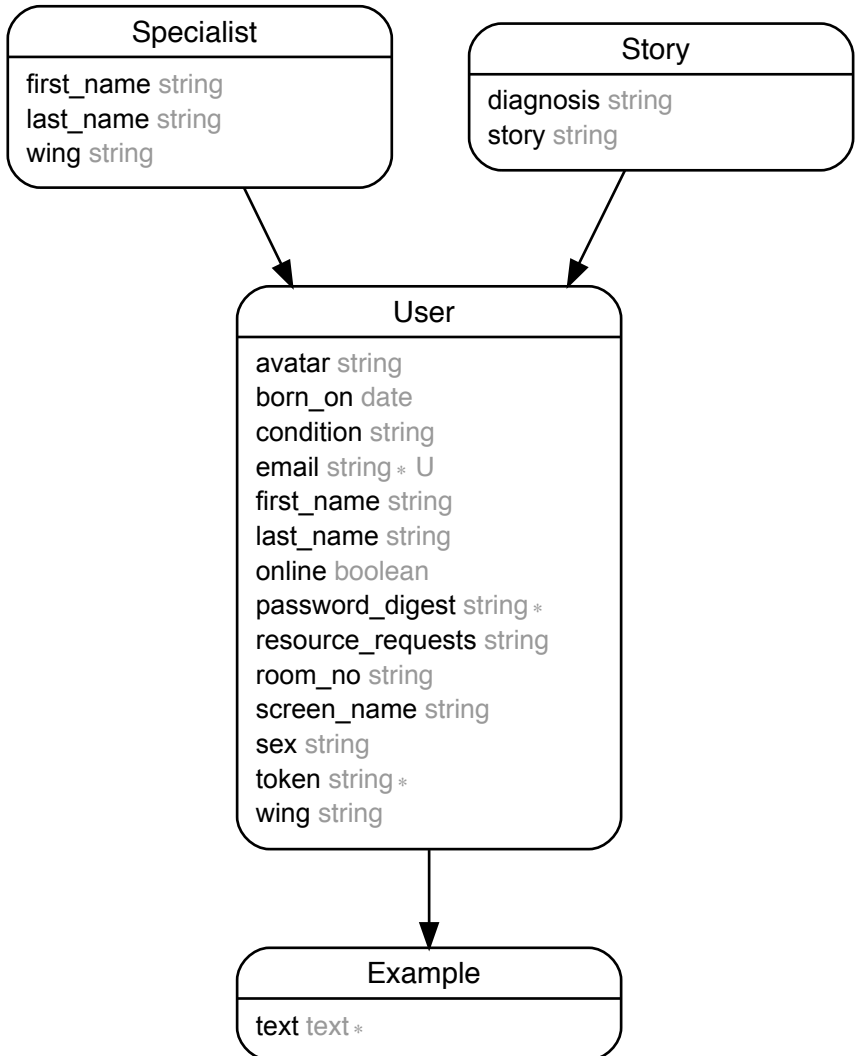 Specialist
first_name string
last_name string
wing string
Story
diagnosis string
story string
User
avatar string
born_on date
condition string
email string * U
first_name string
last_name string
online boolean
password_digest string *
resource_requests string
room_no string
screen_name string
sex string
token string *
wing string
Example
text text *